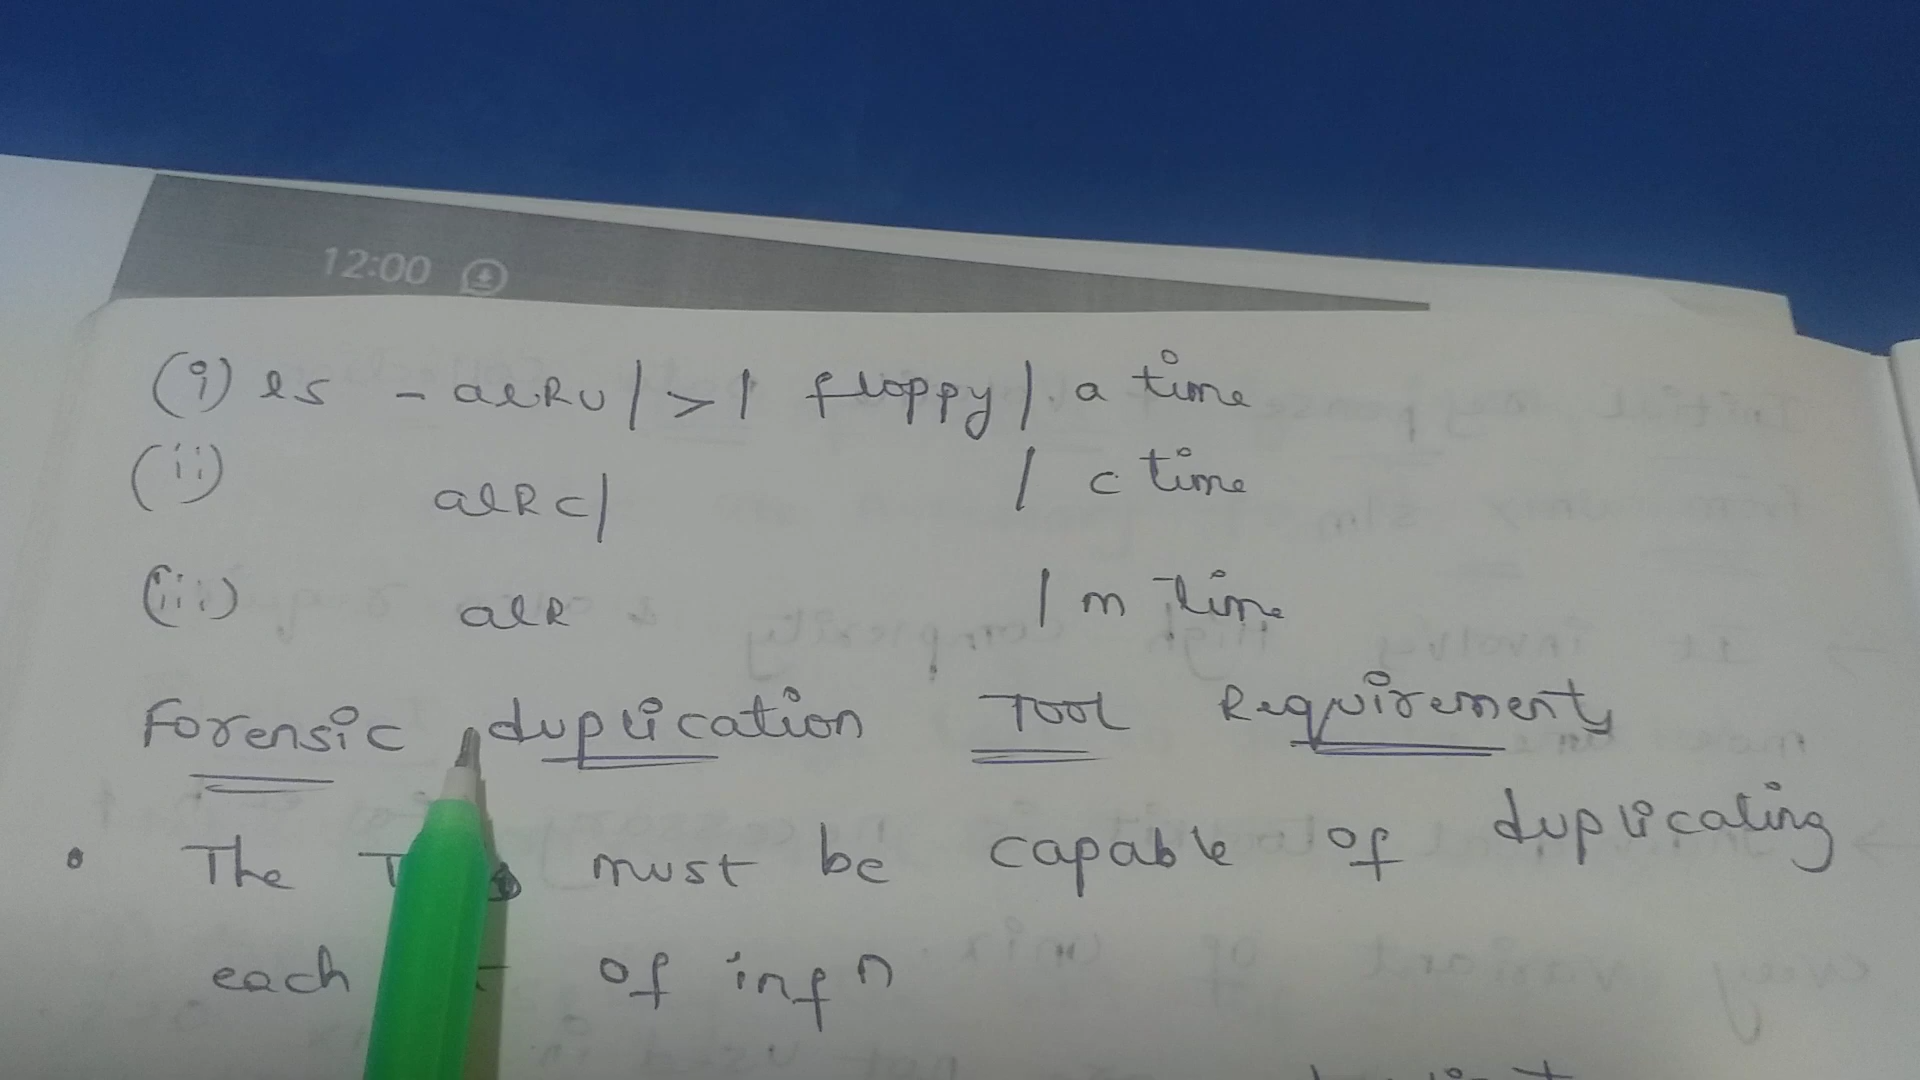 12:00
(i) ls - alRu / > / floppy / a time
(ii) alRc / / c time
(iii) alR / m time
Forensic duplication Tool Requirements
• The must be capable of duplicating
each of infn